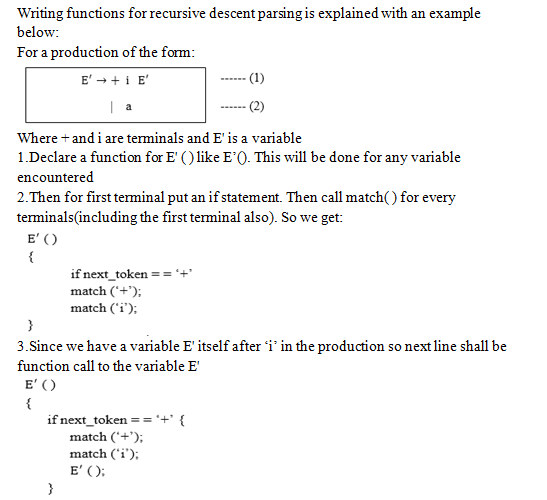 Writing functions for recursive descent parsing is explained with an example
below:
For a production of the form:
E' → + i E' ------ (1)
| a ------ (2)
Where + and i are terminals and E' is a variable
1.Declare a function for E' ( ) like E’(). This will be done for any variable
encountered
2.Then for first terminal put an if statement. Then call match( ) for every
terminals(including the first terminal also). So we get:
E' ()
{
if next_token == ‘+’
match (‘+’);
match (‘i’);
}
3.Since we have a variable E' itself after ‘i’ in the production so next line shall be
function call to the variable E'
E' ()
{
if next_token == ‘+’ {
match (‘+’);
match (‘i’);
E' ();
}